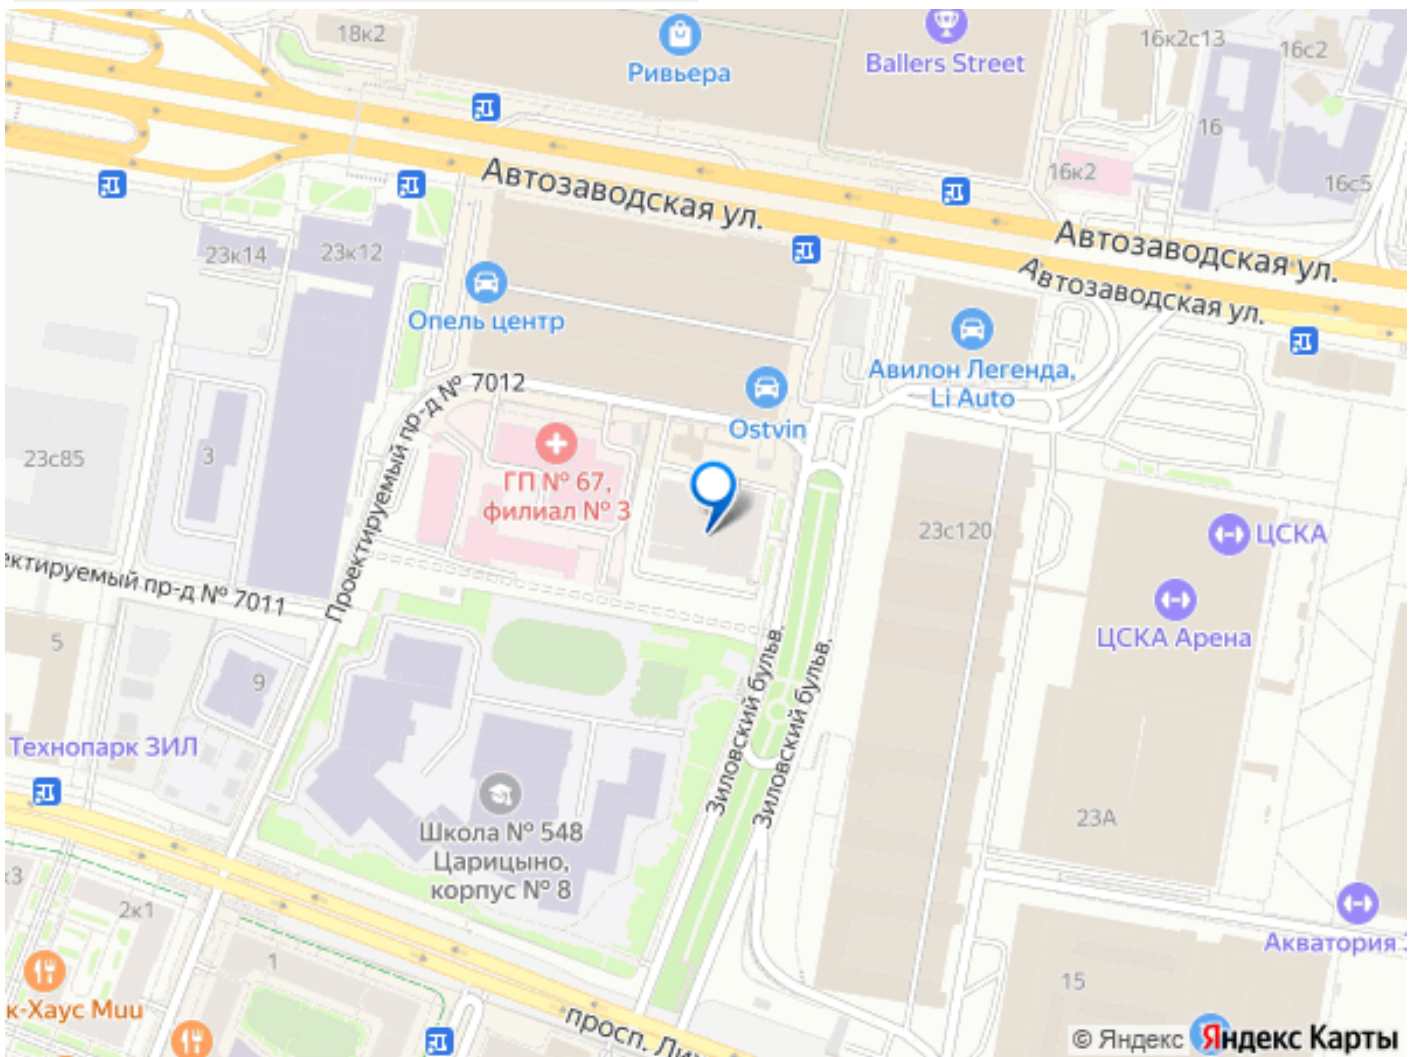 18к2
Ривьера
Ballers Street
16к2с13
16с2
16
16к2
16с5
Автозаводская ул.
Автозаводская ул.
Автозаводская ул.
23к14
23к12
Опель центр
Авилон Легенда,
Li Auto
Проектируемый пр-д № 7012
Ostvin
23с85
3
ГП № 67,
филиал № 3
23с120
ЦСКА
ЦСКА Арена
ектируемый пр-д № 7011
5
9
Технопарк ЗИЛ
Зиловский бульв.
Зиловский бульв.
Школа № 548
Царицыно,
корпус № 8
23А
к3
2к1
1
Акватория З
15
к-Хаус Muu
просп. Ли
© Яндекс Яндекс Карты